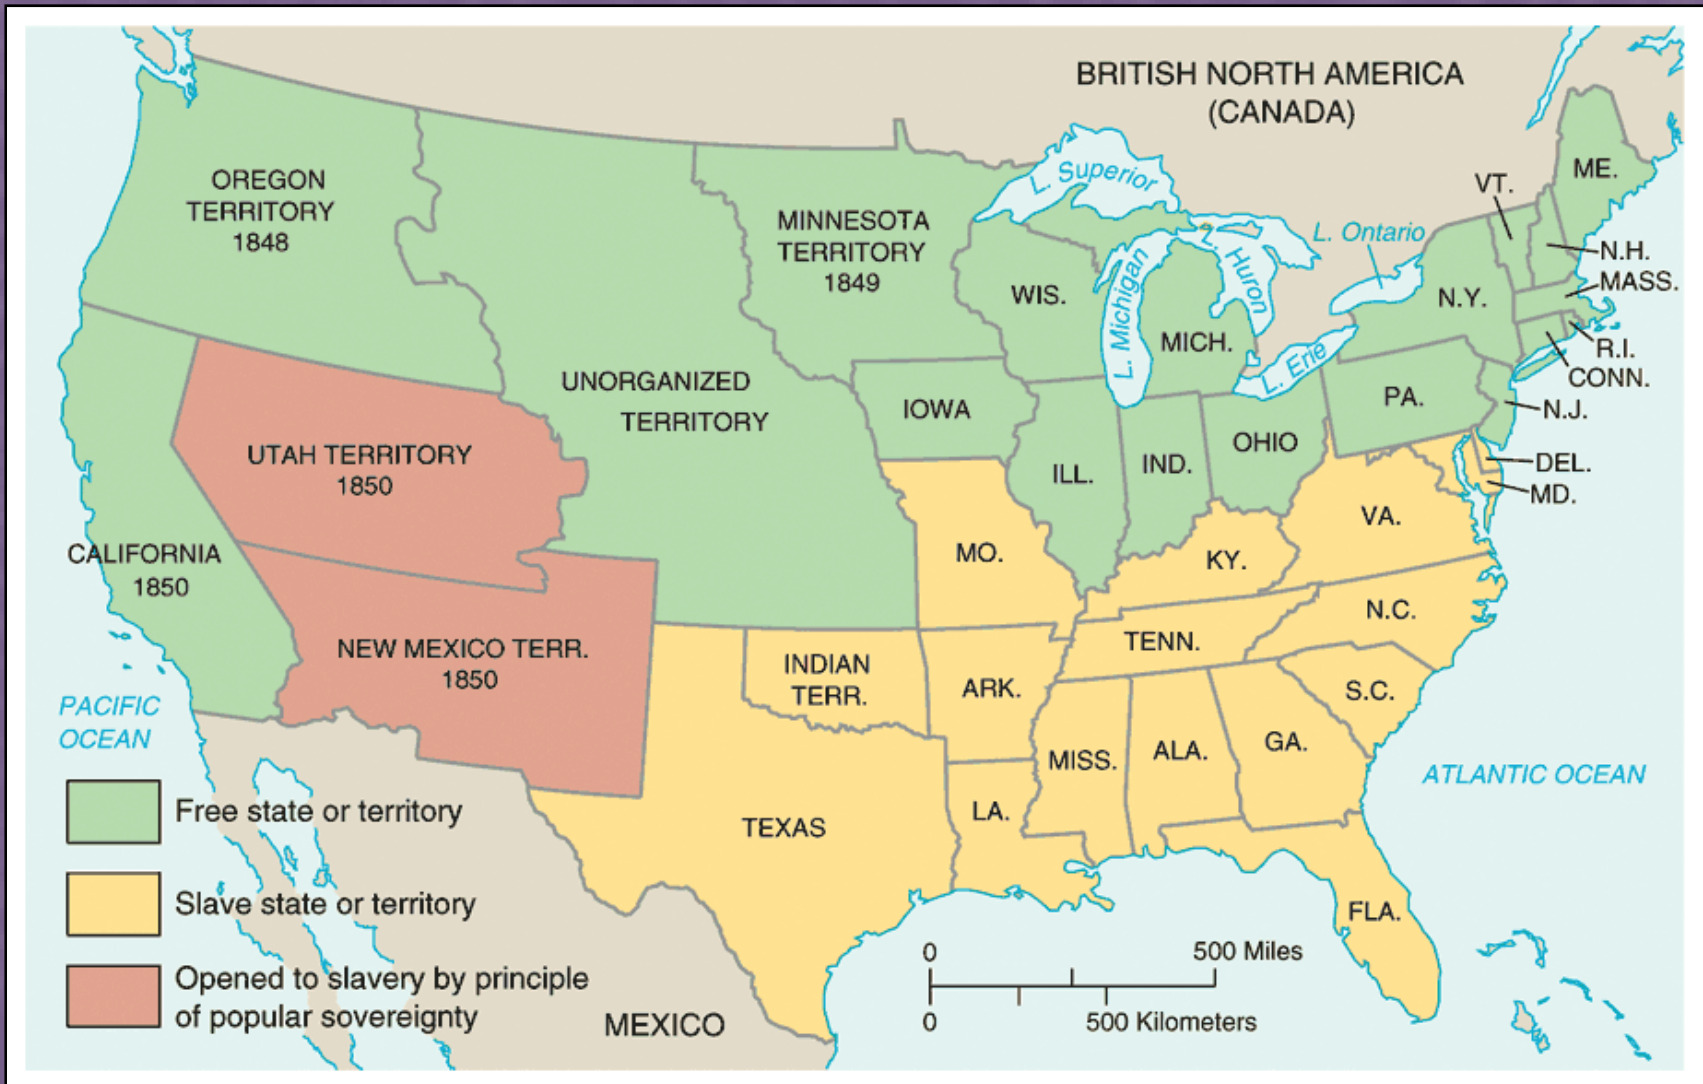 BRITISH NORTH AMERICA
(CANADA)
OREGON
TERRITORY
1848
MINNESOTA
TERRITORY
1849
L. Superior
L. Michigan
L. Huron
L. Ontario
L. Erie
VT.
ME.
N.H.
MASS.
N.Y.
R.I.
CONN.
N.J.
PA.
DEL.
MD.
WIS.
MICH.
UNORGANIZED
TERRITORY
IOWA
ILL.
IND.
OHIO
UTAH TERRITORY
1850
CALIFORNIA
1850
MO.
KY.
VA.
N.C.
TENN.
NEW MEXICO TERR.
1850
INDIAN
TERR.
ARK.
S.C.
MISS.
ALA.
GA.
LA.
TEXAS
FLA.
PACIFIC
OCEAN
ATLANTIC OCEAN
MEXICO
Free state or territory
Slave state or territory
Opened to slavery by principle
of popular sovereignty
0 500 Miles
0 500 Kilometers